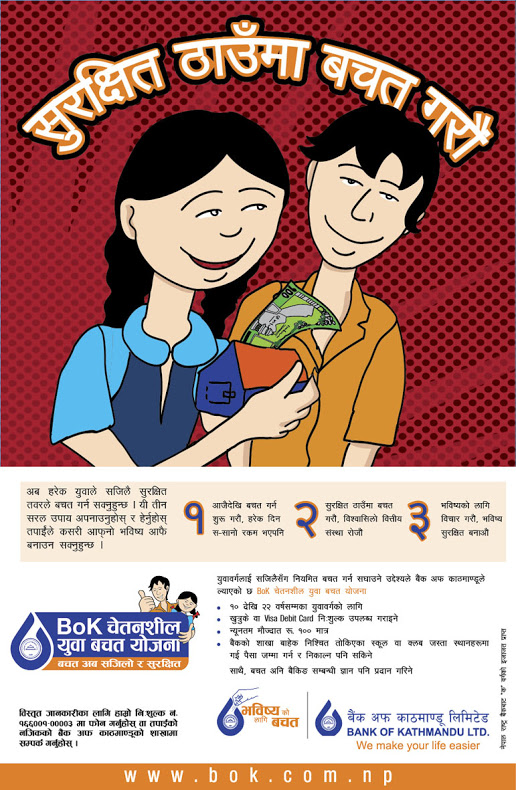 सुरक्षित ठाउँमा बचत गरौं
अब हरेक युवाले सजिलै सुरक्षित
तवरले बचत गर्न सक्नुहुन्छ । यी तीन
सरल उपाय अपनाउनुहोस् र हेर्नुहोस्
तपाईंले कसरी आफ्नो भविष्य आफै
बनाउन सक्नुहुन्छ ।
१
आजैदेखि बचत गर्न
शुरू गरौं, हरेक दिन
स-सानो रकम भएपनि
२
सुरक्षित ठाउँमा बचत
गरौं, विश्वासिलो वित्तीय
संस्था रोजौं
३
भविष्यको लागि
विचार गरौं, भविष्य
सुरक्षित बनाऔं
युवावर्गलाई सजिलैसँग नियमित बचत गर्न सघाउने उद्देश्यले बैंक अफ काठमाण्डूले
ल्याएको छ BoK चेतनशील युवा बचत योजना
• १० देखि २२ वर्षसम्मका युवावर्गको लागि
• खुत्रुके वा Visa Debit Card नि:शुल्क उपलब्ध गराइने
• न्यूनतम मौज्दात रू. १०० मात्र
• बैंकको शाखा बाहेक निश्चित तोकिएका स्कूल वा क्लब जस्ता स्थानहरूमा
गई पैसा जम्मा गर्न र निकाल्न पनि सकिने
साथै, बचत अनि बैंकिङ सम्बन्धी ज्ञान पनि प्रदान गरिने
BoK चेतनशील
युवा बचत योजना
बचत अब सजिलो र सुरक्षित
विस्तृत जानकारीका लागि हाम्रो नि:शुल्क नं.
१६६००१-००००३ मा फोन गर्नुहोस् वा तपाईंको
नजिकको बैंक अफ काठमाण्डूको शाखामा
सम्पर्क गर्नुहोस् ।
भविष्यको
लागि बचत
बैंक अफ काठमाण्डू लिमिटेड
BANK OF KATHMANDU LTD.
We make your life easier
नेपाल राष्ट्र बैंकबाट 'क' वर्गको इजाजत प्राप्त
www.bok.com.np